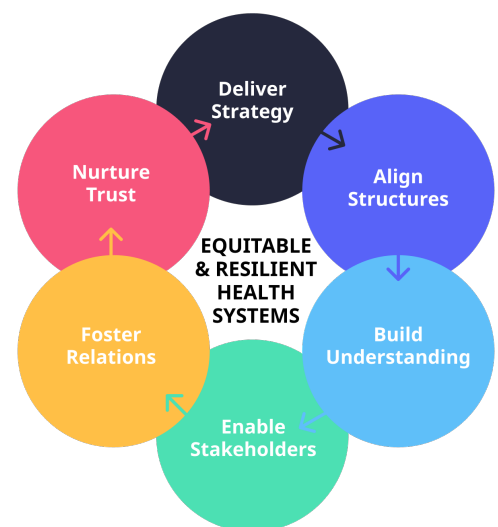 Deliver
Strategy
Align
Structures
Build
Understanding
Enable
Stakeholders
Foster
Relations
Nurture
Trust
EQUITABLE
& RESILIENT
HEALTH
SYSTEMS